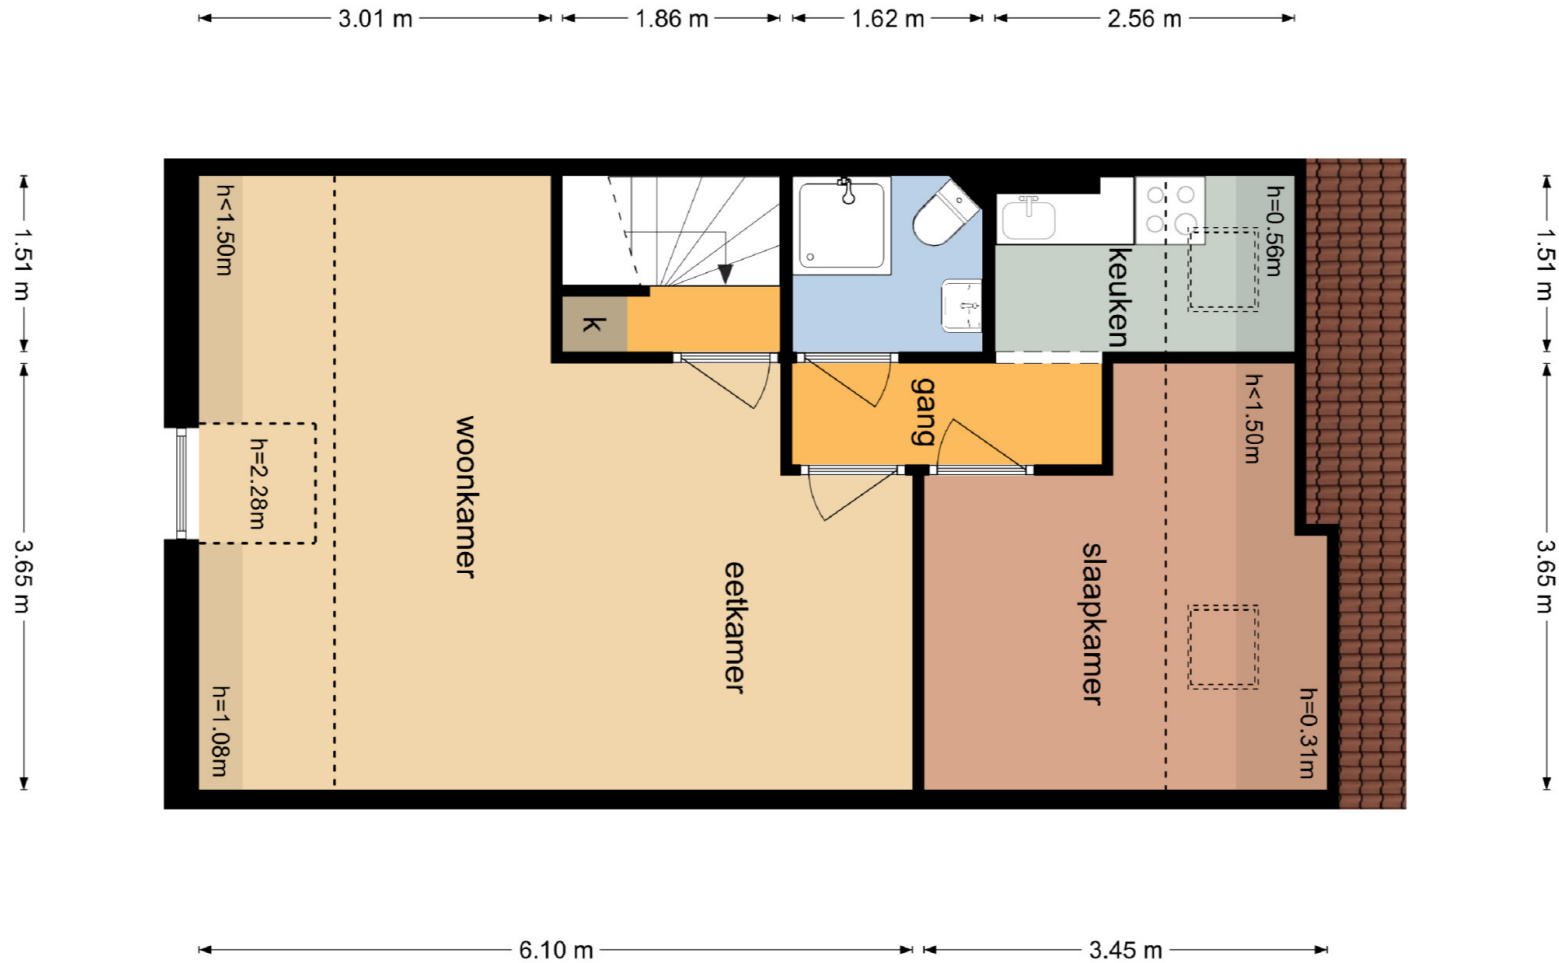 3.01 m
1.86 m
1.62 m
2.56 m
1.51 m
3.65 m
h<1.50m
h=2.28m
h=1.08m
woonkamer
k
eetkamer
gang
keuken
h=0.56m
h<1.50m
slaapkamer
h=0.31m
1.51 m
3.65 m
6.10 m
3.45 m